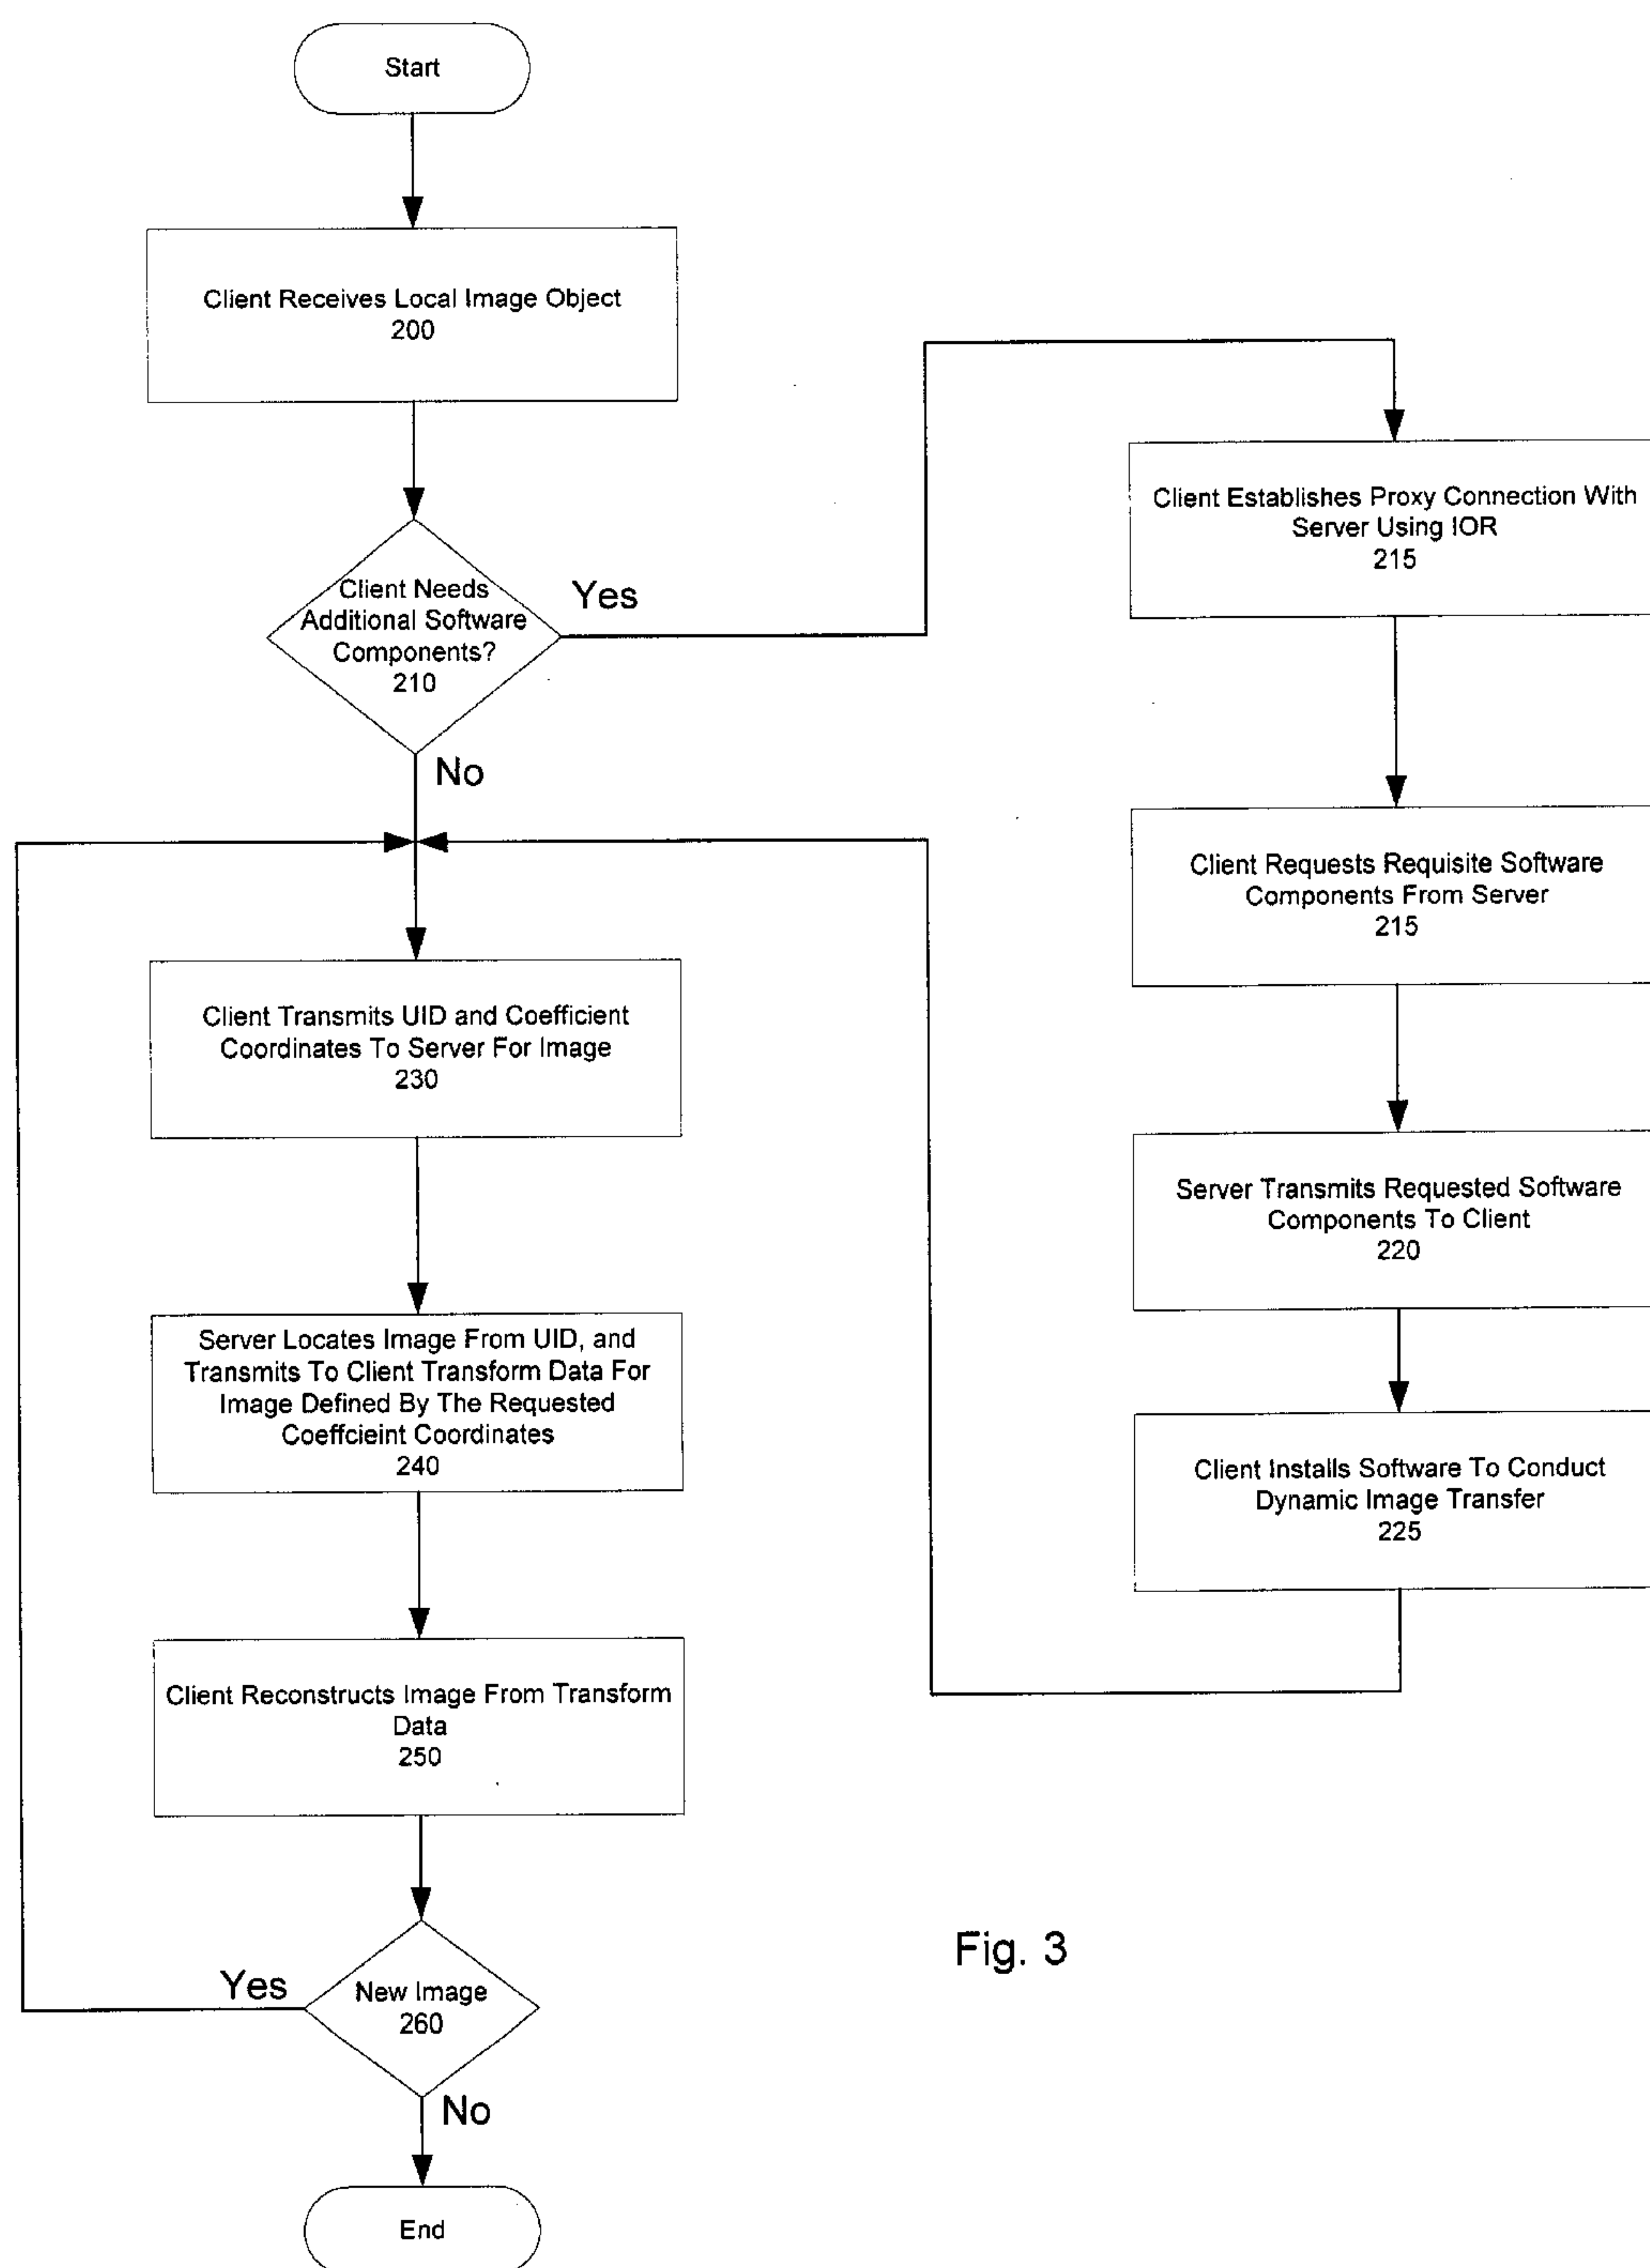 Start
Client Receives Local Image Object
200
Client Needs
Additional Software
Components?
210
Yes
No
Client Establishes Proxy Connection With
Server Using IOR
215
Client Requests Requisite Software
Components From Server
215
Server Transmits Requested Software
Components To Client
220
Client Installs Software To Conduct
Dynamic Image Transfer
225
Client Transmits UID and Coefficient
Coordinates To Server For Image
230
Server Locates Image From UID, and
Transmits To Client Transform Data For
Image Defined By The Requested
Coeffcieint Coordinates
240
Client Reconstructs Image From Transform
Data
250
New Image
260
Yes
No
End
Fig. 3